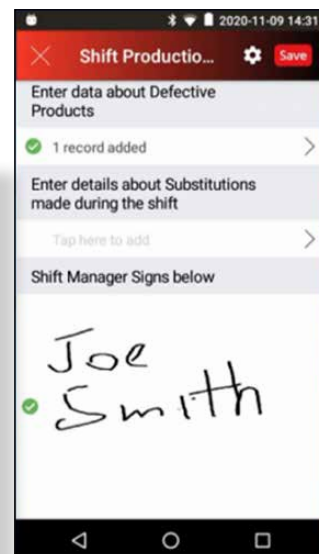 2020-11-09 14:31
Shift Productio...
Save
Enter data about Defective
Products
1 record added
Enter details about Substitutions
made during the shift
Tap here to add
Shift Manager Signs below
Joe
Smith